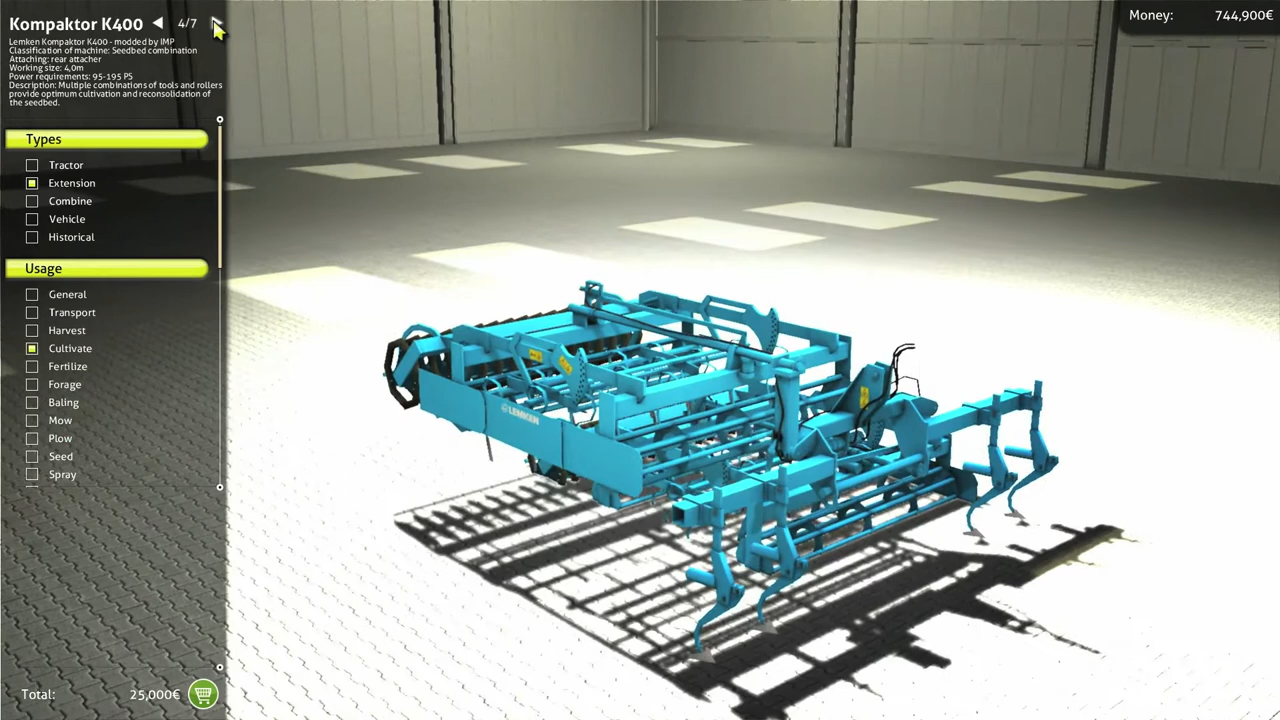 Kompaktor K400
4/7
Money: 744,900€
Lemken Kompaktor K400 - modded by IMP
Classification of machine: Seedbed combination
Attaching: rear attacher
Working size: 4,0m
Power requirements: 95-195 PS
Description: Multiple combinations of tools and rollers
provide optimum cultivation and reconsolidation of
the seedbed.
Types
Tractor
Extension
Combine
Vehicle
Historical
Usage
General
Transport
Harvest
Cultivate
Fertilize
Forage
Baling
Mow
Plow
Seed
Spray
LEMKEN
Total: 25,000€